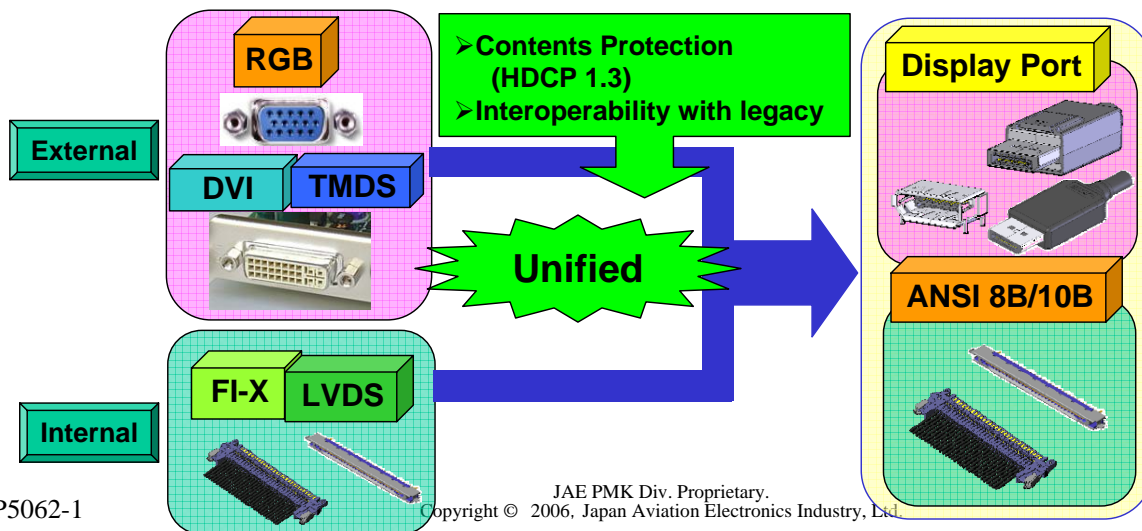 RGB
➢Contents Protection
(HDCP 1.3)
➢Interoperability with legacy
Display Port
External
DVI
TMDS
Unified
ANSI 8B/10B
FI-X
LVDS
Internal
P5062-1
JAE PMK Div. Proprietary.
Copyright © 2006, Japan Aviation Electronics Industry, Ltd.